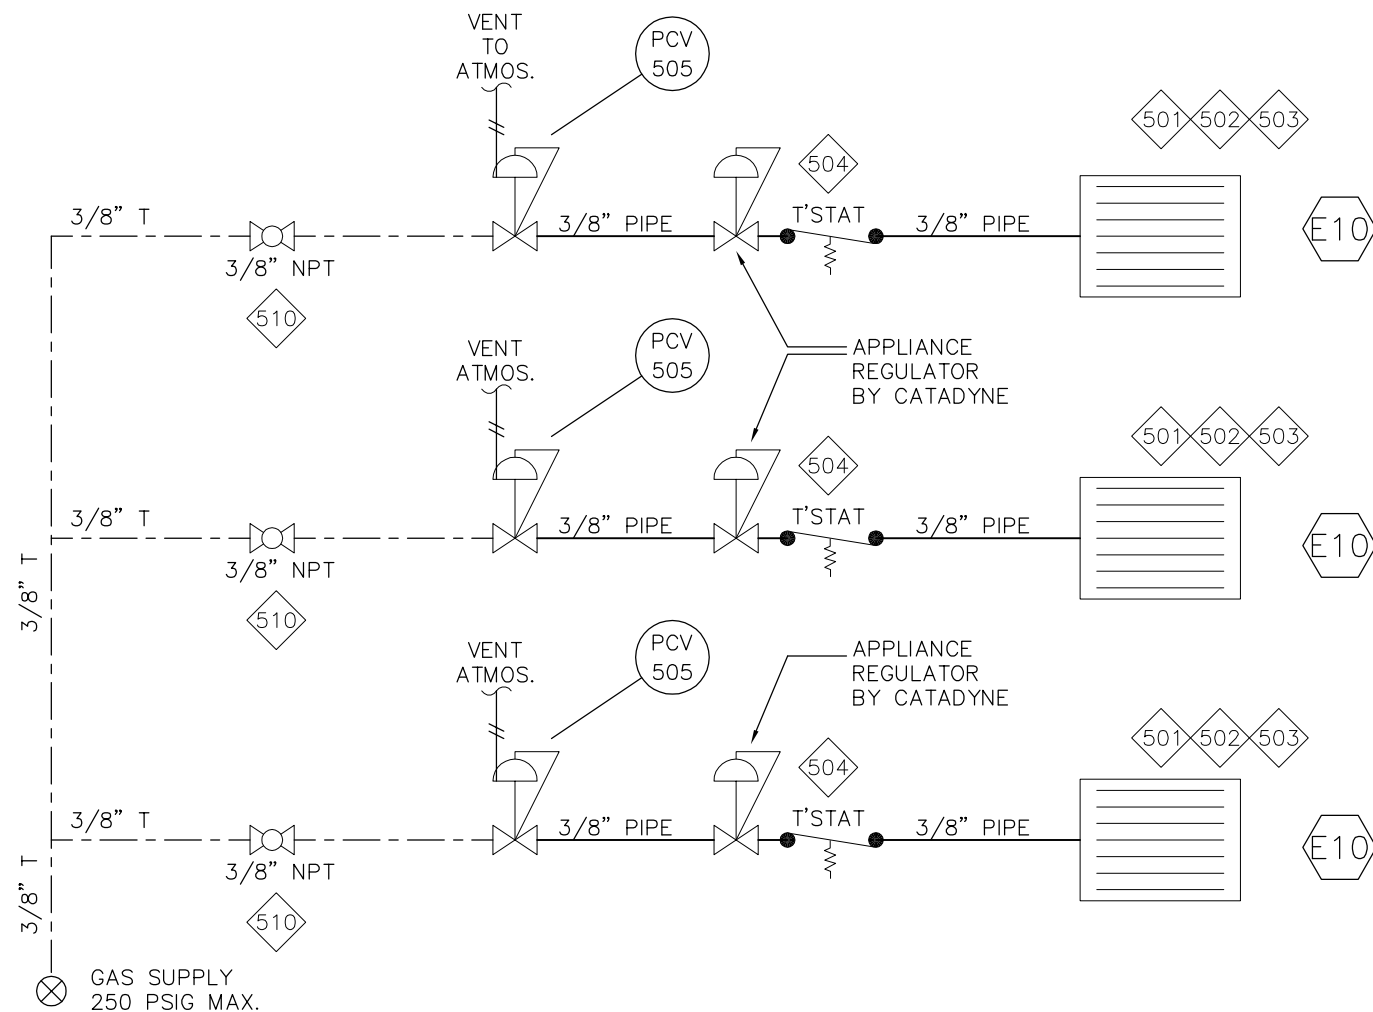 VENT
TO
ATMOS.
PCV
505
501 502 503
504
3/8” T
3/8” NPT
510
3/8” PIPE
T'STAT
3/8” PIPE
E10
VENT
ATMOS.
PCV
505
APPLIANCE
REGULATOR
BY CATADYNE
501 502 503
504
3/8” T
3/8” NPT
510
3/8” PIPE
T'STAT
3/8” PIPE
E10
3/8” T
VENT
ATMOS.
PCV
505
APPLIANCE
REGULATOR
BY CATADYNE
501 502 503
504
3/8” T
3/8” NPT
510
3/8” PIPE
T'STAT
3/8” PIPE
E10
3/8” T
GAS SUPPLY
250 PSIG MAX.